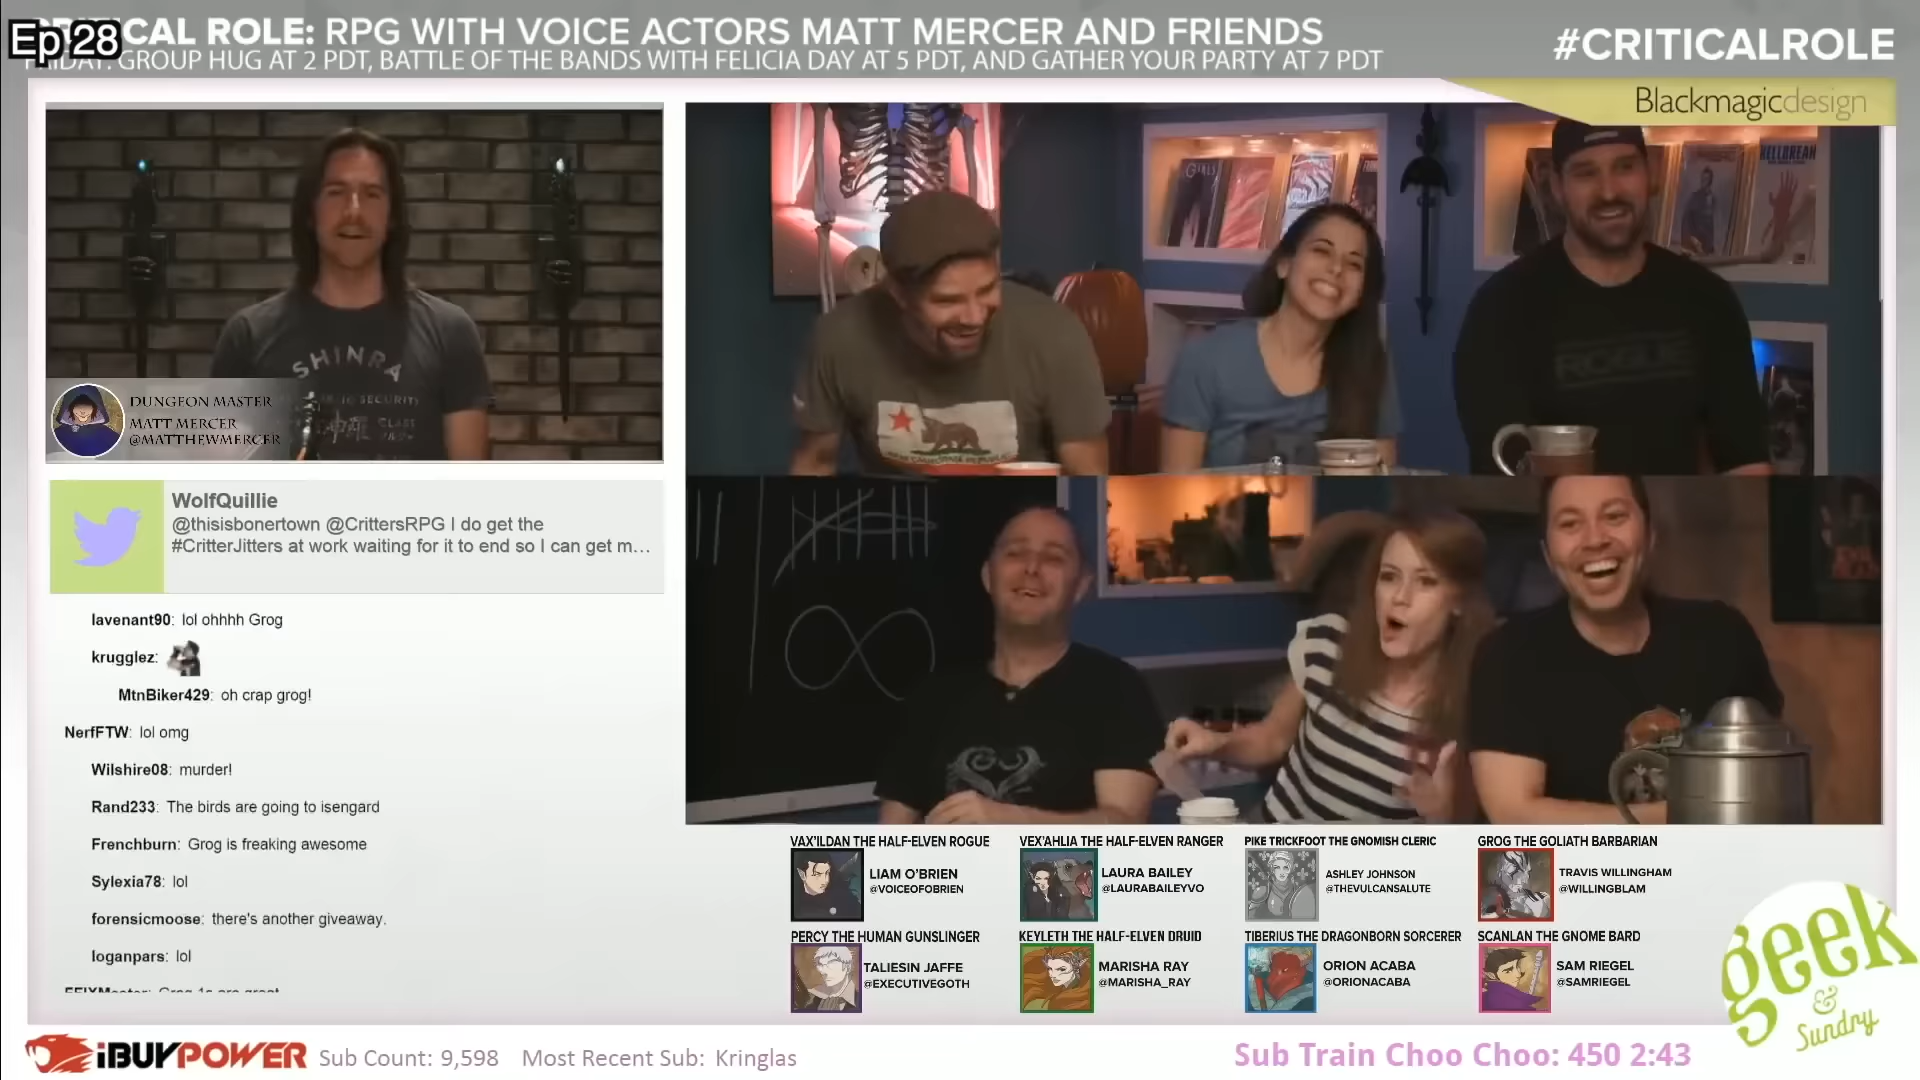 Ep 28
CAL ROLE: RPG WITH VOICE ACTORS MATT MERCER AND FRIENDS
FRIDAY: GROUP HUG AT 2 PDT, BATTLE OF THE BANDS WITH FELICIA DAY AT 5 PDT, AND GATHER YOUR PARTY AT 7 PDT
#CRITICALROLE
Blackmagicdesign
SHINRA
SECURITY
DUNGEON MASTER
MATT MERCER
@MATTHEWMERCER
HELLBREAK
ROGUE
WolfQuillie
@thisisbonertown @CrittersRPG I do get the
#CritterJitters at work waiting for it to end so I can get m...
lavenant90: lol ohhhh Grog
krugglez:
MtnBiker429: oh crap grog!
NerfFTW: lol omg
Wilshire08: murder!
Rand233: The birds are going to isengard
Frenchburn: Grog is freaking awesome
Sylexia78: lol
forensicmoose: there's another giveaway.
loganpars: lol
VAX'ILDAN THE HALF-ELVEN ROGUE
LIAM O'BRIEN
@VOICEOFOBRIEN
VEX'AHLIA THE HALF-ELVEN RANGER
LAURA BAILEY
@LAURABAILEYVO
PIKE TRICKFOOT THE GNOMISH CLERIC
ASHLEY JOHNSON
@THEVULCANSALUTE
GROG THE GOLIATH BARBARIAN
TRAVIS WILLINGHAM
@WILLINGBLAM
PERCY THE HUMAN GUNSLINGER
TALIESIN JAFFE
@EXECUTIVEGOTH
KEYLETH THE HALF-ELVEN DRUID
MARISHA RAY
@MARISHA_RAY
TIBERIUS THE DRAGONBORN SORCERER
ORION ACABA
@ORIONACABA
SCANLAN THE GNOME BARD
SAM RIEGEL
@SAMRIEGEL
geek
&
Sundry
iBUYPOWER
Sub Count: 9,598 Most Recent Sub: Kringlas
Sub Train Choo Choo: 450 2:43